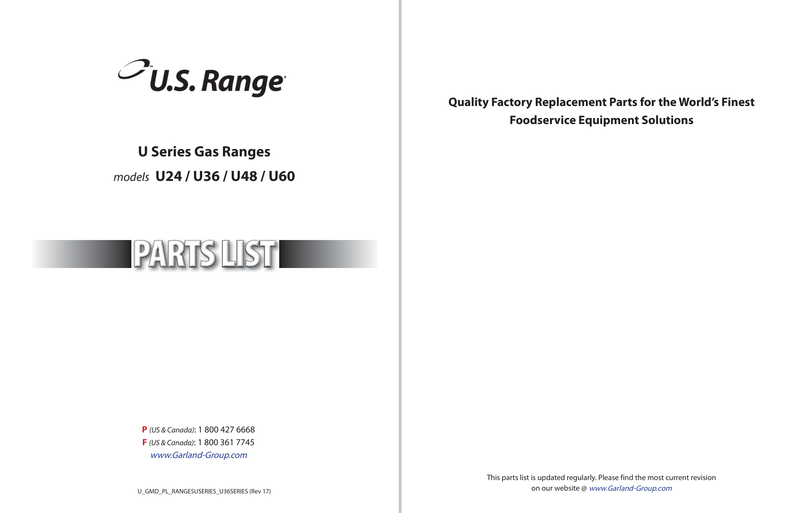 U.S. Range
U Series Gas Ranges
models U24 / U36 / U48 / U60
PARTS LIST
P (US & Canada): 1 800 427 6668
F (US & Canada): 1 800 361 7745
www.Garland-Group.com
U_GMD_PL_RANGESUSERIES_U36SERIES (Rev 17)
Quality Factory Replacement Parts for the World's Finest
Foodservice Equipment Solutions
This parts list is updated regularly. Please find the most current revision
on our website @ www.Garland-Group.com